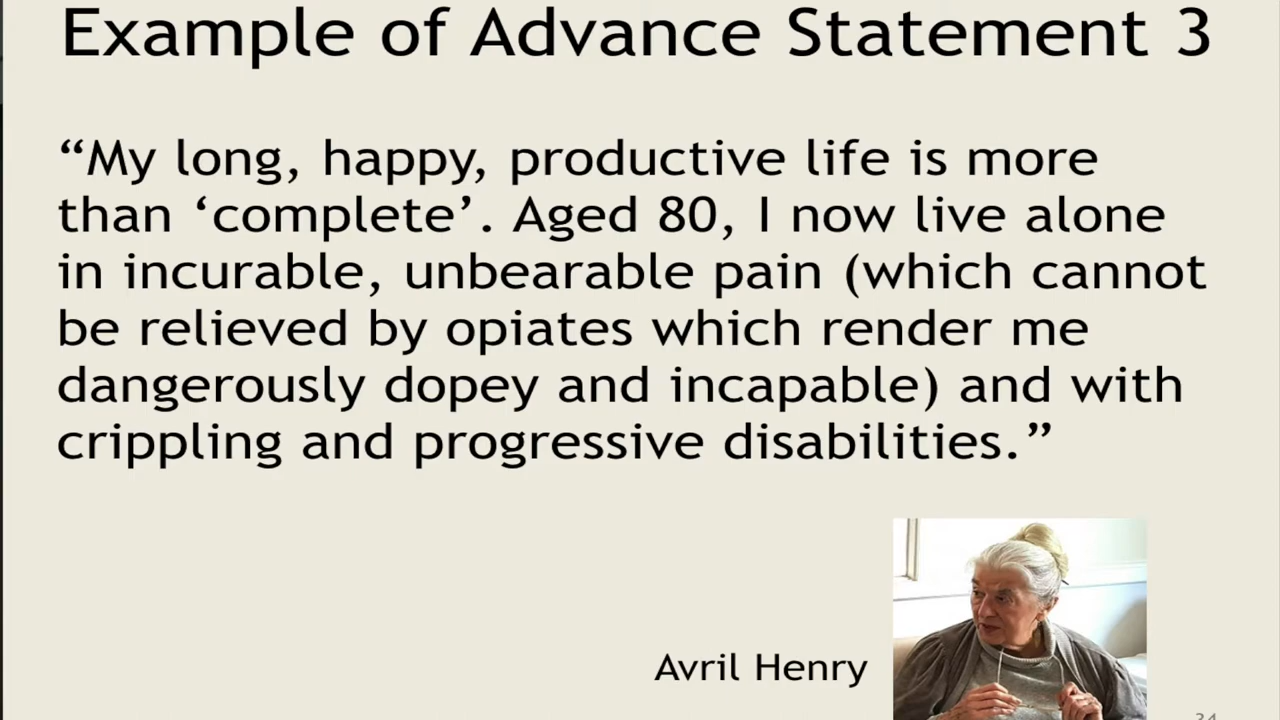 Example of Advance Statement 3
“My long, happy, productive life is more
than ‘complete’. Aged 80, I now live alone
in incurable, unbearable pain (which cannot
be relieved by opiates which render me
dangerously dopey and incapable) and with
crippling and progressive disabilities.”
Avril Henry